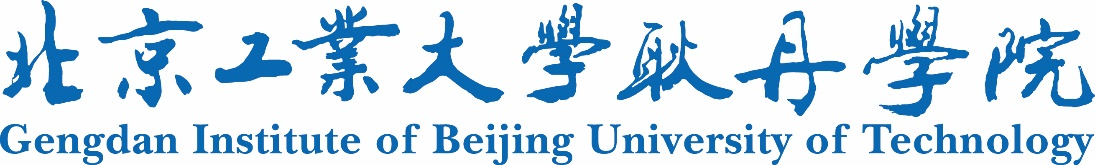 北京工業大學耿丹學院
Gengdan Institute of Beijing University of Technology